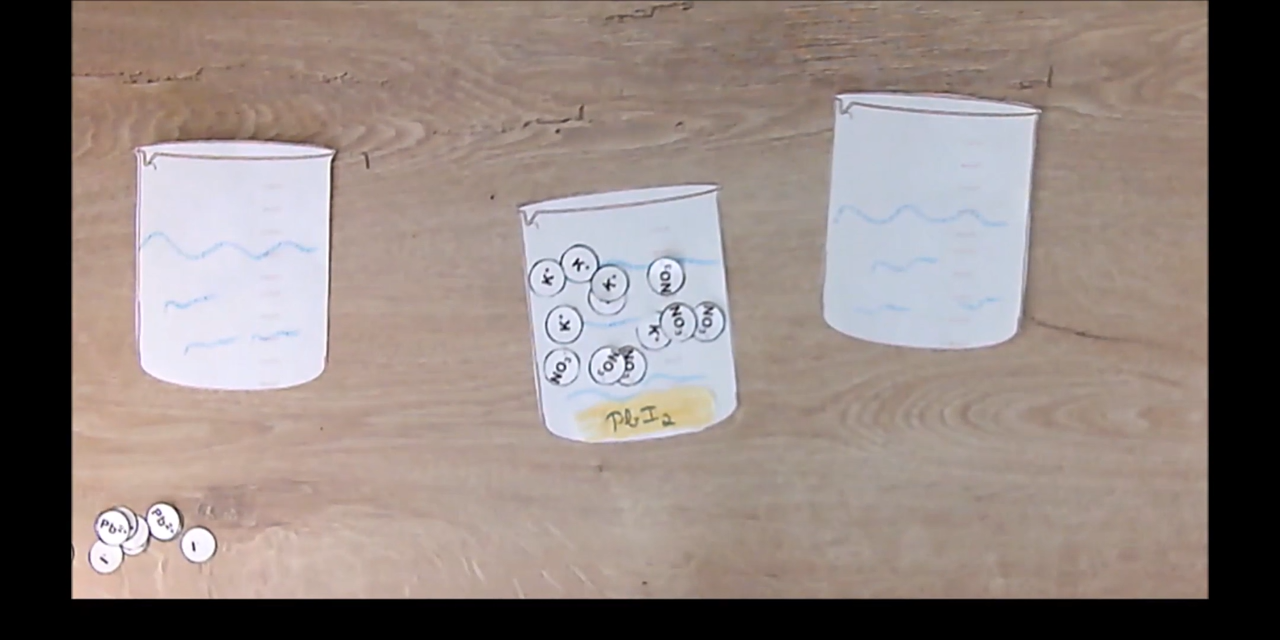 K⁺
K⁺
K⁺
NO₃
K⁺
K⁺
NO₃
NO₃
NO₃
NO₃
NO₃
PbI₂
Pb²⁺
Pb²⁺
I⁻
I⁻